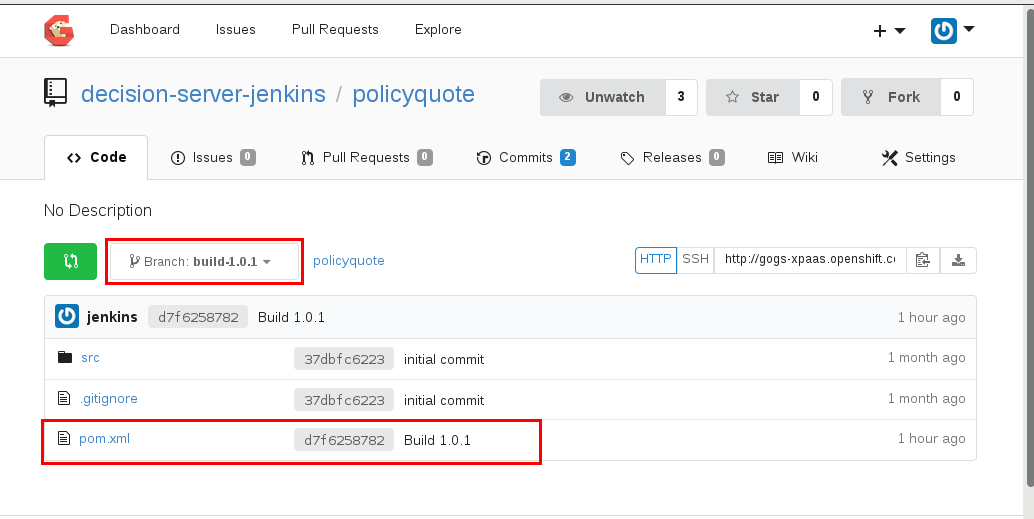 Dashboard Issues Pull Requests Explore
decision-server-jenkins / policyquote Unwatch 3 Star 0 Fork 0
Code Issues 0 Pull Requests 0 Commits 2 Releases 0 Wiki Settings
No Description
Branch: build-1.0.1 policyquote HTTP SSH http://gogs-xpaas.openshift.c
jenkins d7f6258782 Build 1.0.1 1 hour ago
src 37dbfc6223 initial commit 1 month ago
.gitignore 37dbfc6223 initial commit 1 month ago
pom.xml d7f6258782 Build 1.0.1 1 hour ago